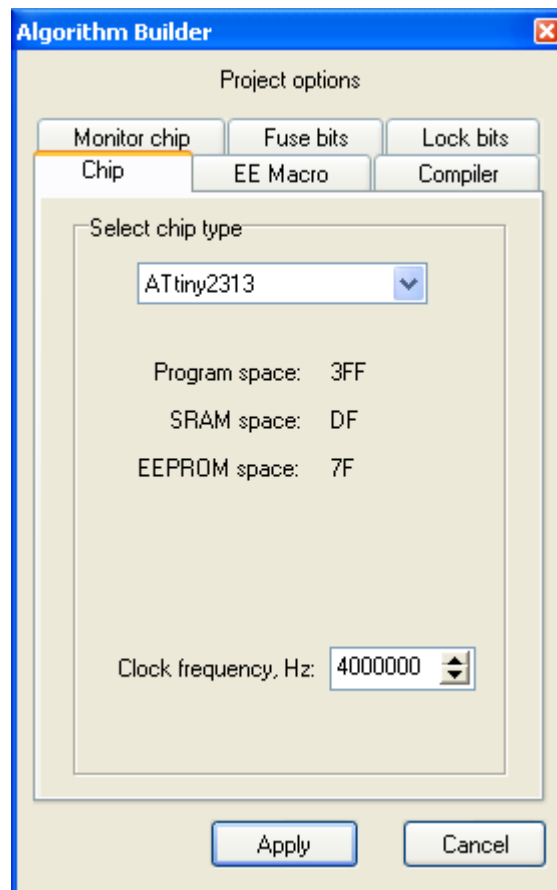 Algorithm Builder
Project options
Monitor chip Fuse bits Lock bits
Chip EE Macro Compiler
Select chip type
ATtiny2313
Program space: 3FF
SRAM space: DF
EEPROM space: 7F
Clock frequency, Hz: 4000000
Apply Cancel